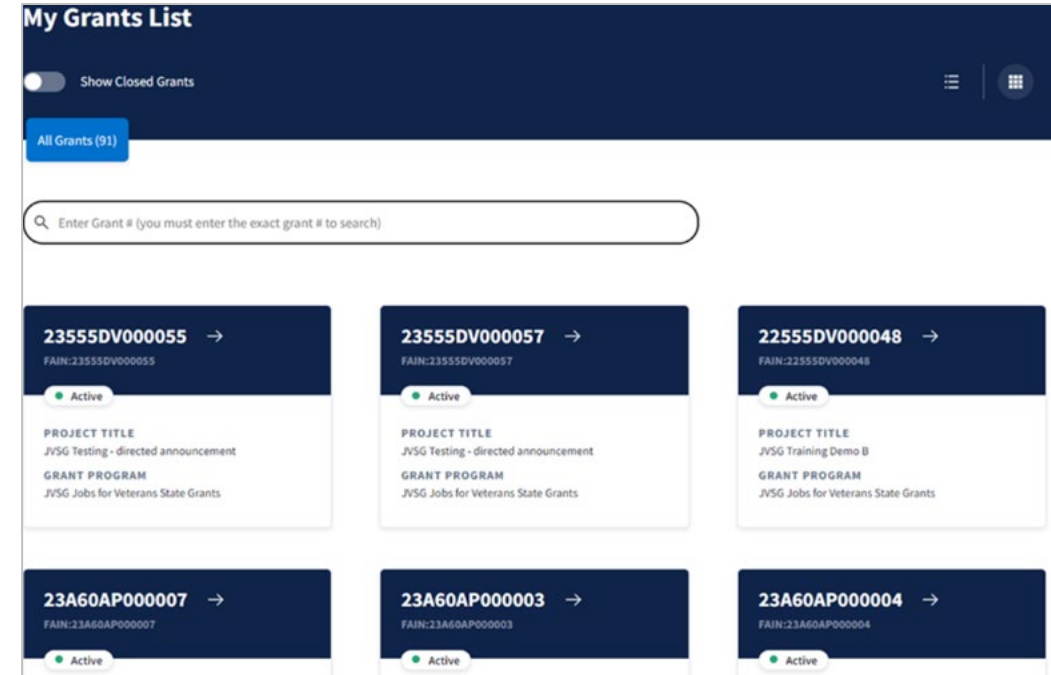 My Grants List
Show Closed Grants
All Grants (91)
Enter Grant # (you must enter the exact grant # to search)
23555DV000055 →
FAIN:23555DV000055
Active
PROJECT TITLE
JVSG Testing - directed announcement
GRANT PROGRAM
JVSG Jobs for Veterans State Grants
23555DV000057 →
FAIN:23555DV000057
Active
PROJECT TITLE
JVSG Testing - directed announcement
GRANT PROGRAM
JVSG Jobs for Veterans State Grants
22555DV000048 →
FAIN:22555DV000048
Active
PROJECT TITLE
JVSG Training Demo B
GRANT PROGRAM
JVSG Jobs for Veterans State Grants
23A60AP000007 →
FAIN:23A60AP000007
Active
23A60AP000003 →
FAIN:23A60AP000003
Active
23A60AP000004 →
FAIN:23A60AP000004
Active